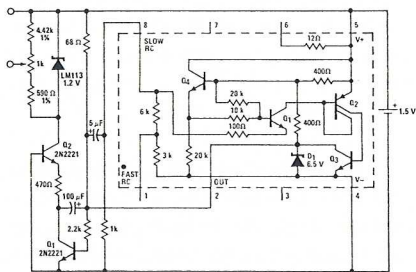 8
7
6
5
SLOW
RC
V+
12Ω
4.42k
1%
68 Ω
1k
LM113
1.2 V
590 Ω
1%
Q4
400Ω
20k
10k
100Ω
Q1
Q2
400Ω
5 μF
+
6 k
+
1.5 V
Q2
2N2221
3 k
20k
D1
6.5 V
Q3
470Ω
100 μF
+
FAST
RC
OUT
V−
1
2
3
4
2.2k
1k
Q1
2N2221